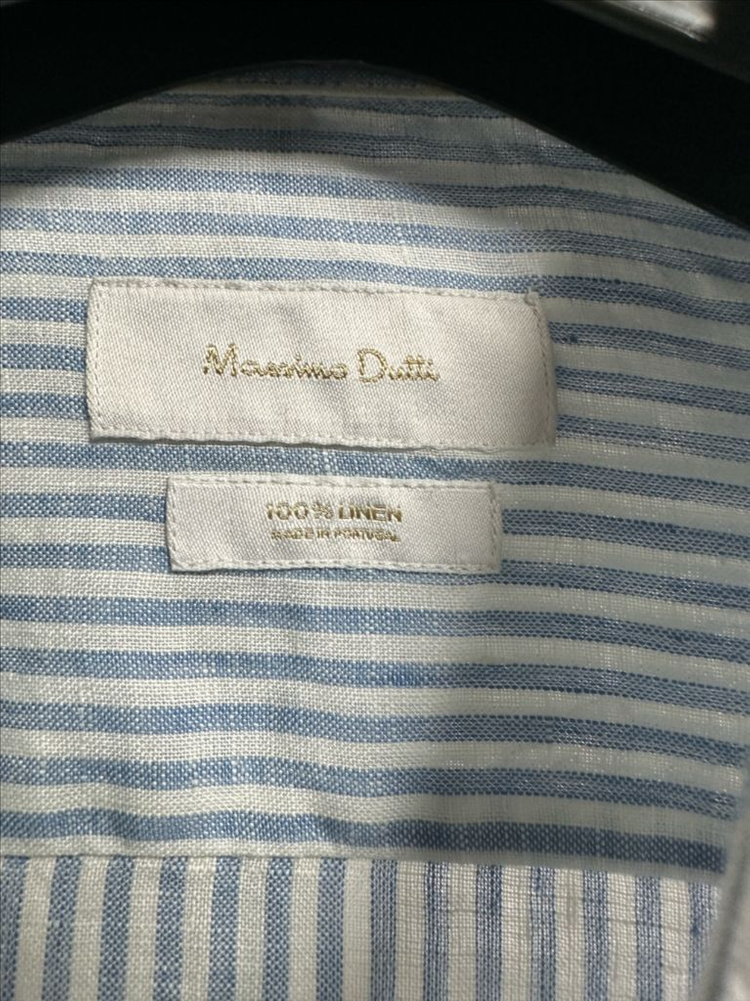 Massimo Dutti
100% LINEN
MADE IN PORTUGAL